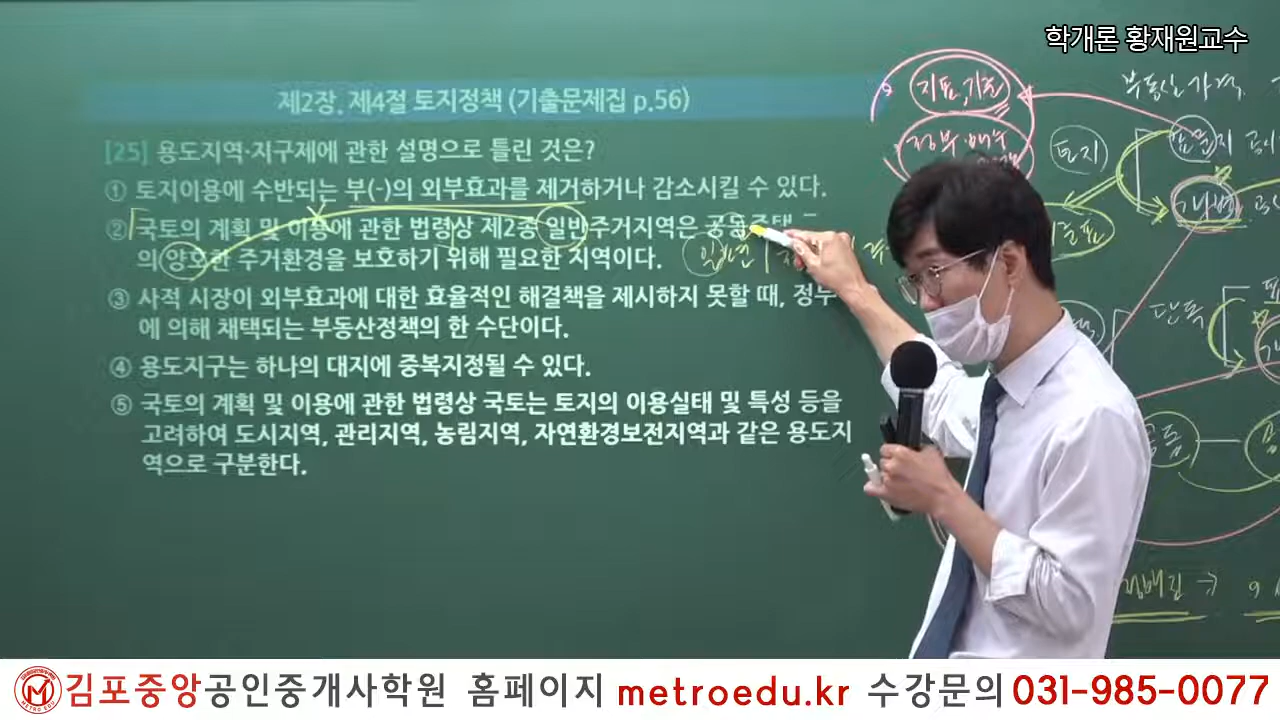 학개론 황재원교수
제2장. 제4절 토지정책 (기출문제집 p.56)
[25] 용도지역·지구제에 관한 설명으로 틀린 것은?
① 토지이용에 수반되는 부(-)의 외부효과를 제거하거나 감소시킬 수 있다.
② 국토의 계획 및 이용에 관한 법령상 제2종 일반주거지역은 공동주택
의 양호한 주거환경을 보호하기 위해 필요한 지역이다.
③ 사적 시장이 외부효과에 대한 효율적인 해결책을 제시하지 못할 때, 정부
에 의해 채택되는 부동산정책의 한 수단이다.
④ 용도지구는 하나의 대지에 중복지정될 수 있다.
⑤ 국토의 계획 및 이용에 관한 법령상 국토는 토지의 이용실태 및 특성 등을
고려하여 도시지역, 관리지역, 농림지역, 자연환경보전지역과 같은 용도지
역으로 구분한다.
부동산가격
토지
단독
김포중앙공인중개사학원 홈페이지 metroedu.kr 수강문의 031-985-0077